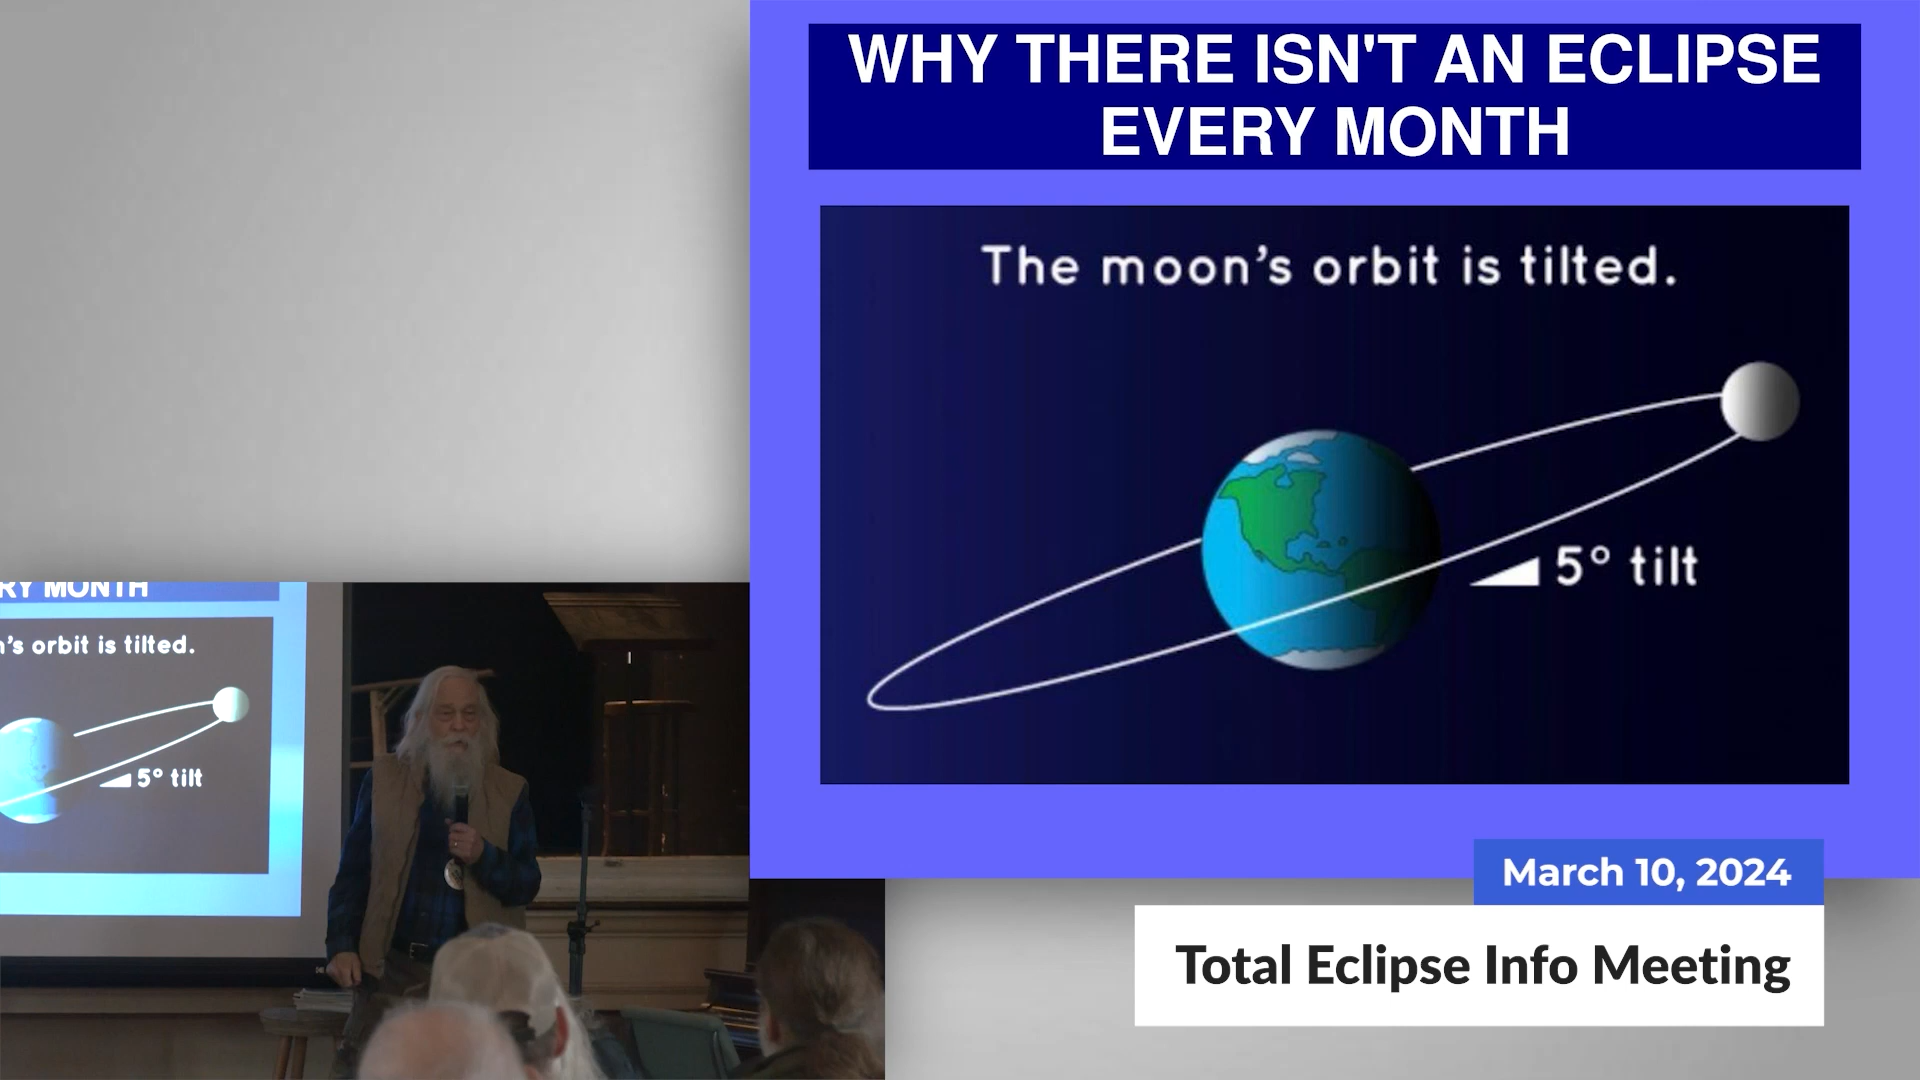 WHY THERE ISN'T AN ECLIPSE
EVERY MONTH
The moon's orbit is tilted.
5° tilt
RY MONTH
n's orbit is tilted.
5° tilt
March 10, 2024
Total Eclipse Info Meeting